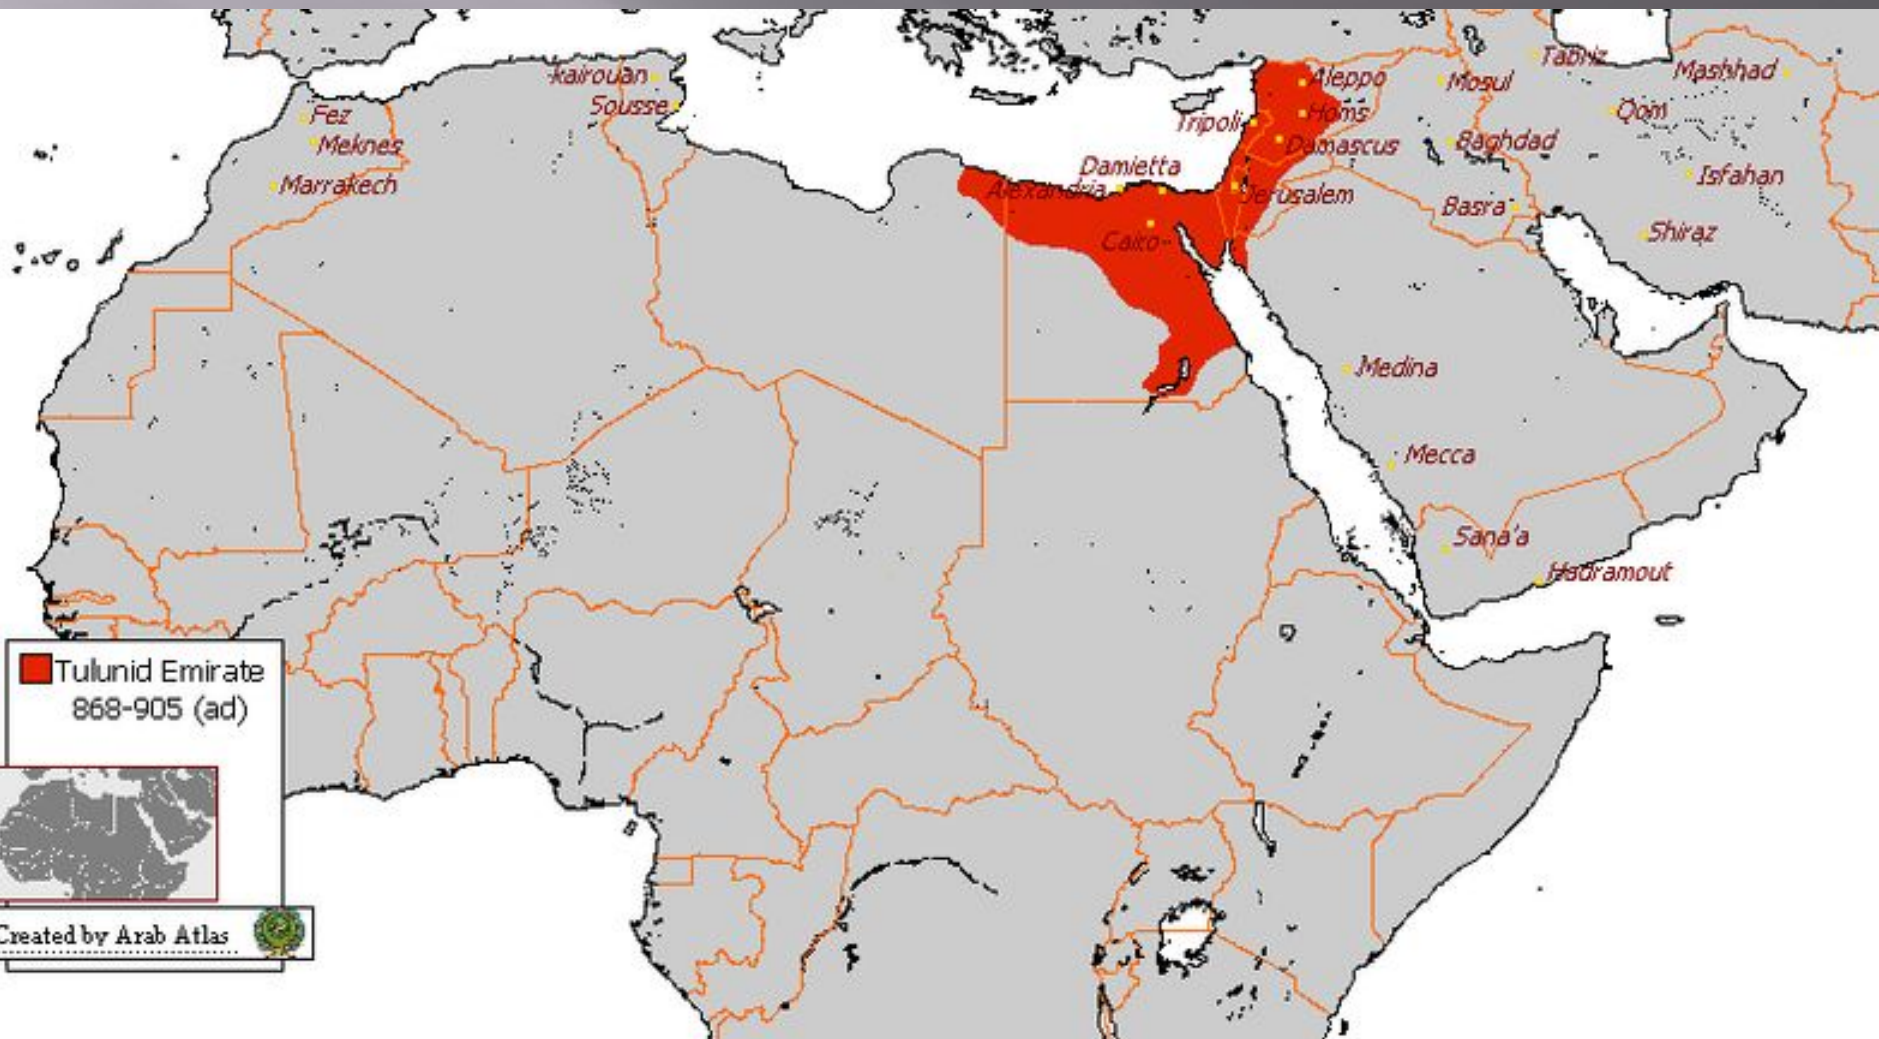 Tabriz
kairouan
Aleppo
Mosul
Mashhad
Sousse
Fez
Homs
Qom
Tripoli
Meknes
Damascus
Baghdad
Damietta
Isfahan
Marrakech
Alexandria
Jerusalem
Basra
Cairo
Shiraz
Medina
Mecca
Sana'a
Hadramout
Tulunid Emirate
868-905 (ad)
Created by Arab Atlas